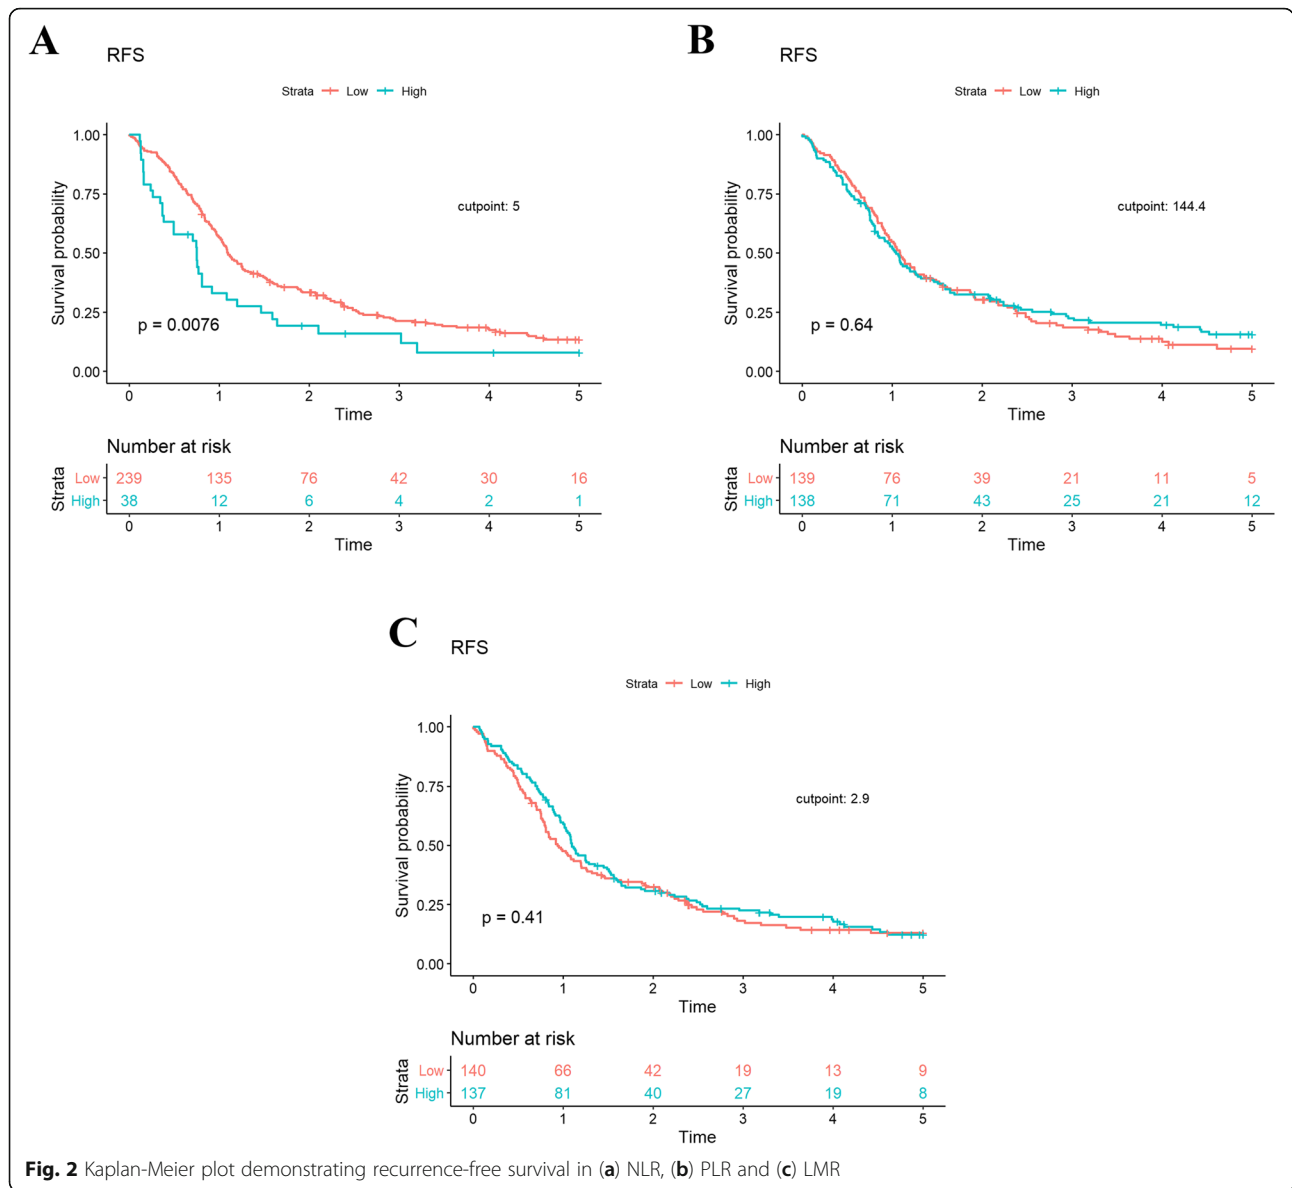 A
RFS
Strata Low High
1.00
0.75
0.50
0.25
0.00
Survival probability
cutpoint: 5
p = 0.0076
0 1 2 3 4 5
Time
Number at risk
Strata
Low 239 135 76 42 30 16
High 38 12 6 4 2 1
0 1 2 3 4 5
Time
B
RFS
Strata Low High
1.00
0.75
0.50
0.25
0.00
Survival probability
cutpoint: 144.4
p = 0.64
0 1 2 3 4 5
Time
Number at risk
Strata
Low 139 76 39 21 11 5
High 138 71 43 25 21 12
0 1 2 3 4 5
Time
C
RFS
Strata Low High
1.00
0.75
0.50
0.25
0.00
Survival probability
cutpoint: 2.9
p = 0.41
0 1 2 3 4 5
Time
Number at risk
Strata
Low 140 66 42 19 13 9
High 137 81 40 27 19 8
0 1 2 3 4 5
Time
Fig. 2 Kaplan-Meier plot demonstrating recurrence-free survival in (a) NLR, (b) PLR and (c) LMR